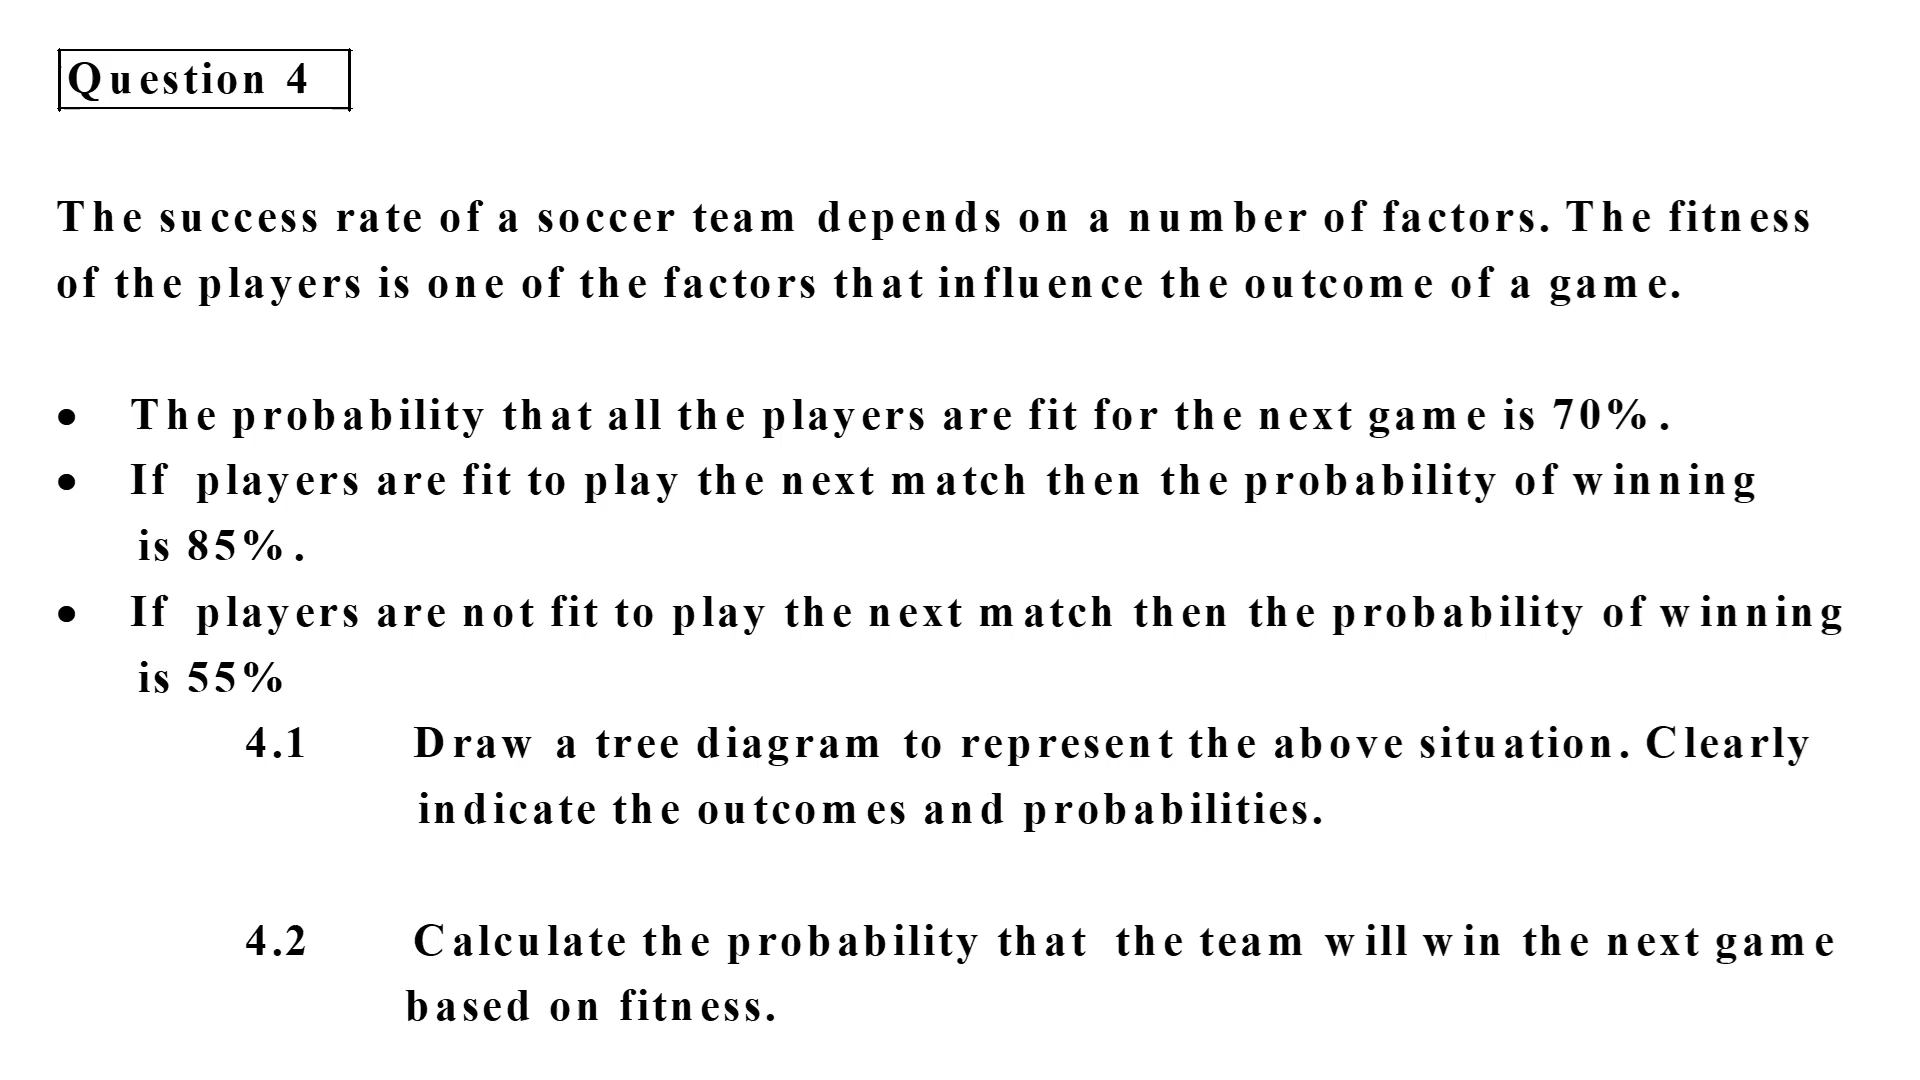 Question 4
The success rate of a soccer team depends on a number of factors. The fitness
of the players is one of the factors that influence the outcome of a game.
• The probability that all the players are fit for the next game is 70%.
• If players are fit to play the next match then the probability of winning
is 85%.
• If players are not fit to play the next match then the probability of winning
is 55%
4.1 Draw a tree diagram to represent the above situation. Clearly
indicate the outcomes and probabilities.
4.2 Calculate the probability that the team will win the next game
based on fitness.